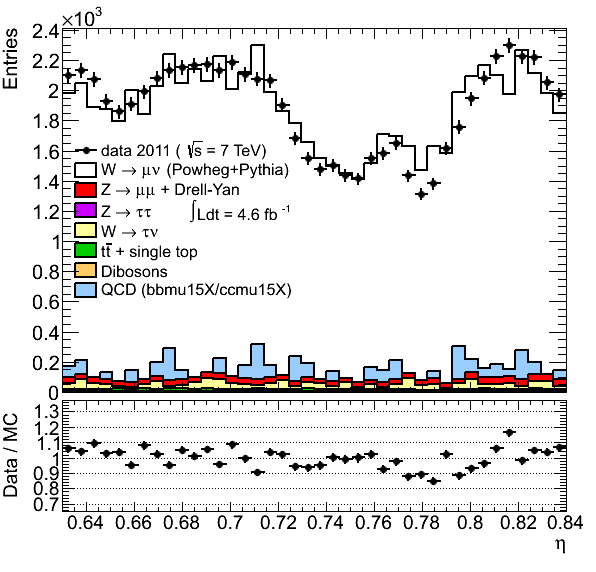 ×10³
Entries
2.4
2.2
2
1.8
1.6
1.4
1.2
1
0.8
0.6
0.4
0.2
0
data 2011 ( √s = 7 TeV)
W → μν (Powheg+Pythia)
Z → μμ + Drell-Yan
Z → ττ ∫Ldt = 4.6 fb⁻¹
W → τν
tt̄ + single top
Dibosons
QCD (bbmu15X/ccmu15X)
Data / MC
1.3
1.2
1.1
1
0.9
0.8
0.7
0.64 0.66 0.68 0.7 0.72 0.74 0.76 0.78 0.8 0.82 0.84
η